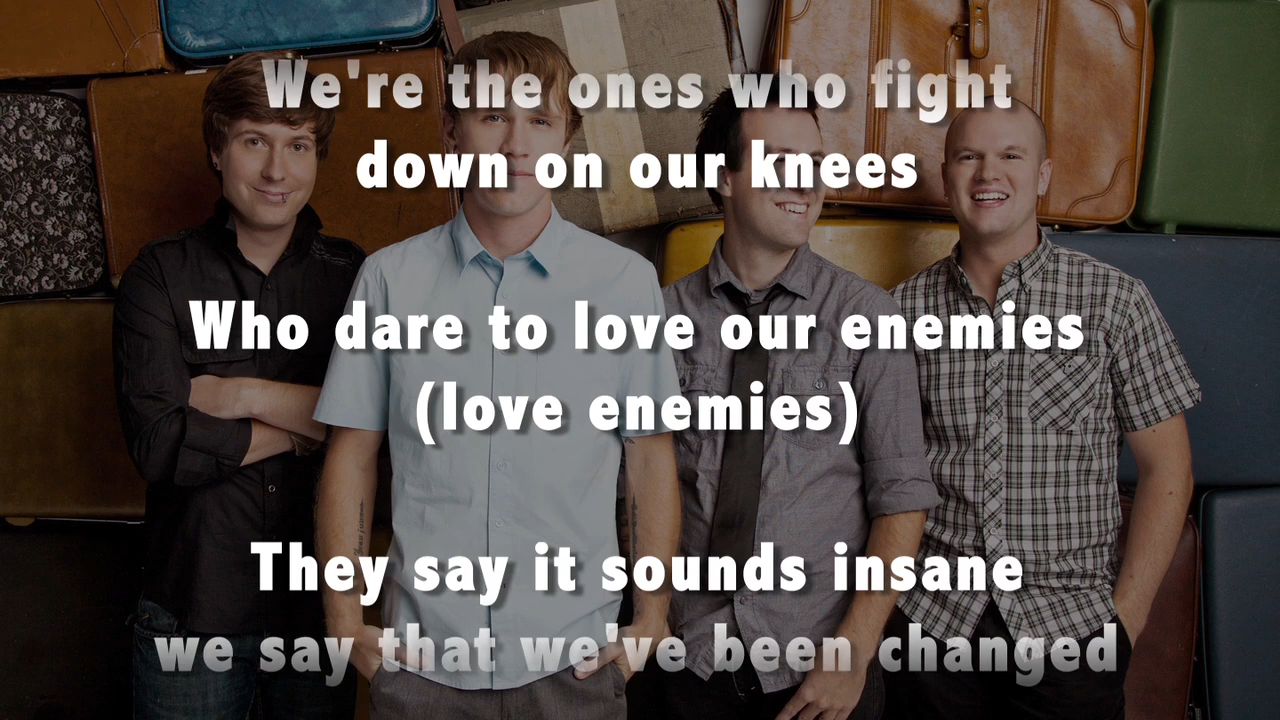 We're the ones who fight
down on our knees
Who dare to love our enemies
(love enemies)
They say it sounds insane
we say that we've been changed